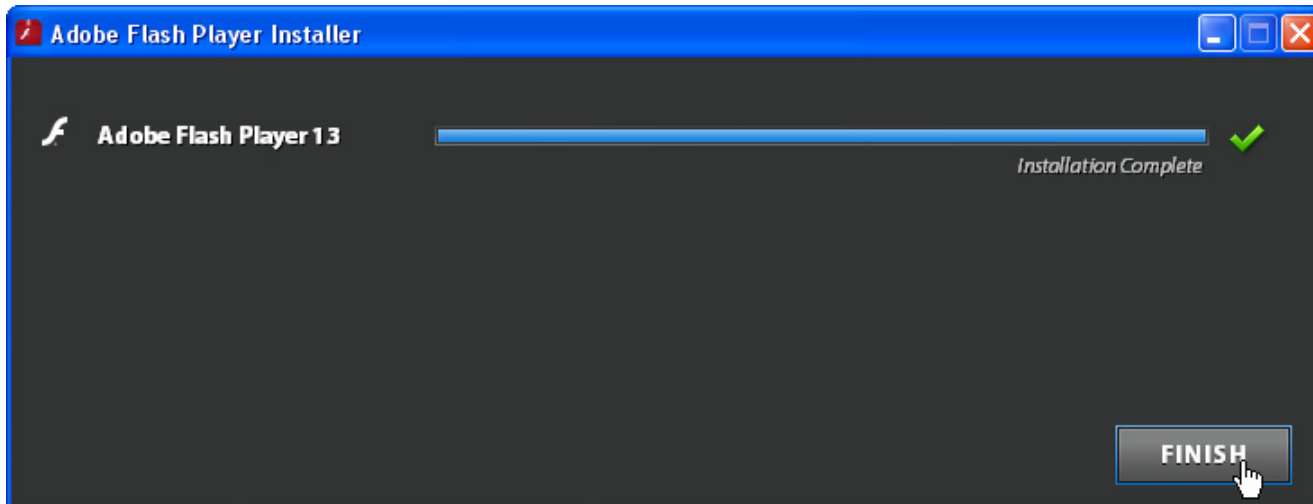 Adobe Flash Player Installer
Adobe Flash Player 13
Installation Complete
FINISH